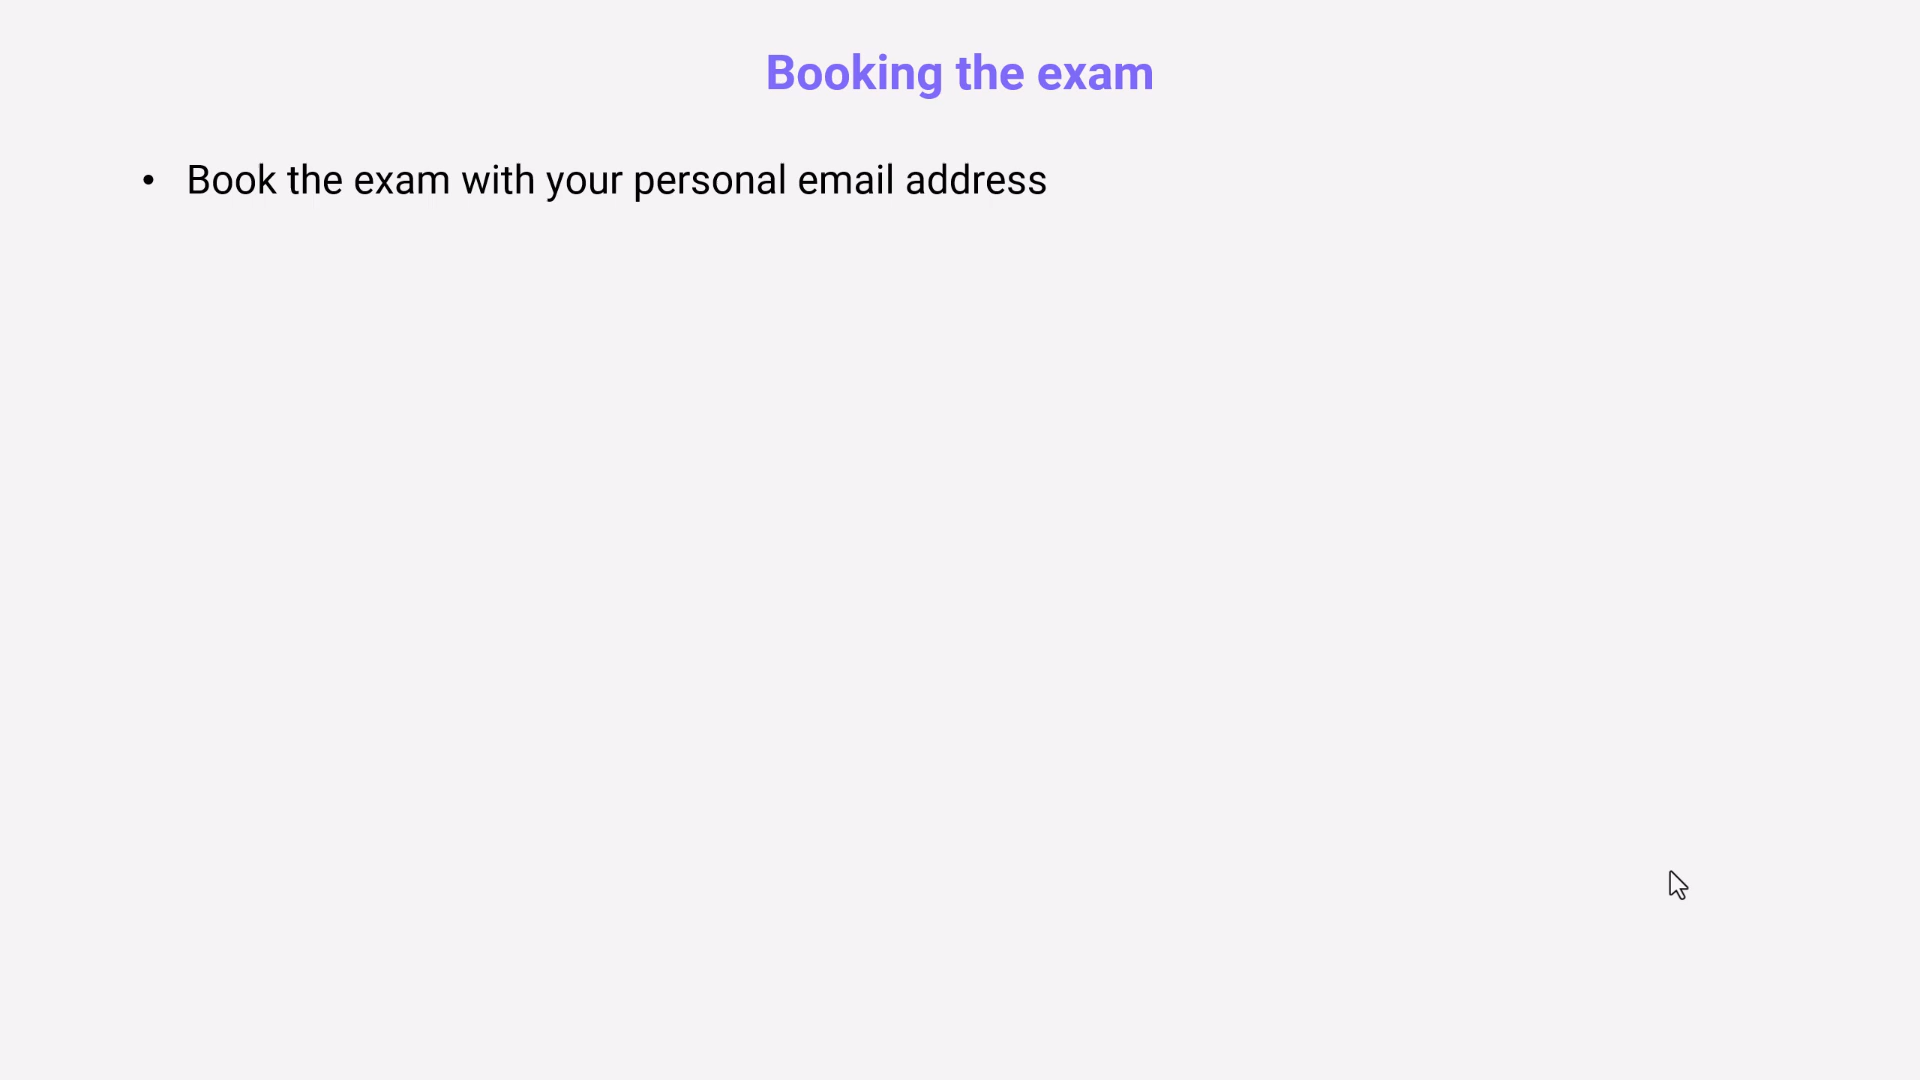 Booking the exam
• Book the exam with your personal email address